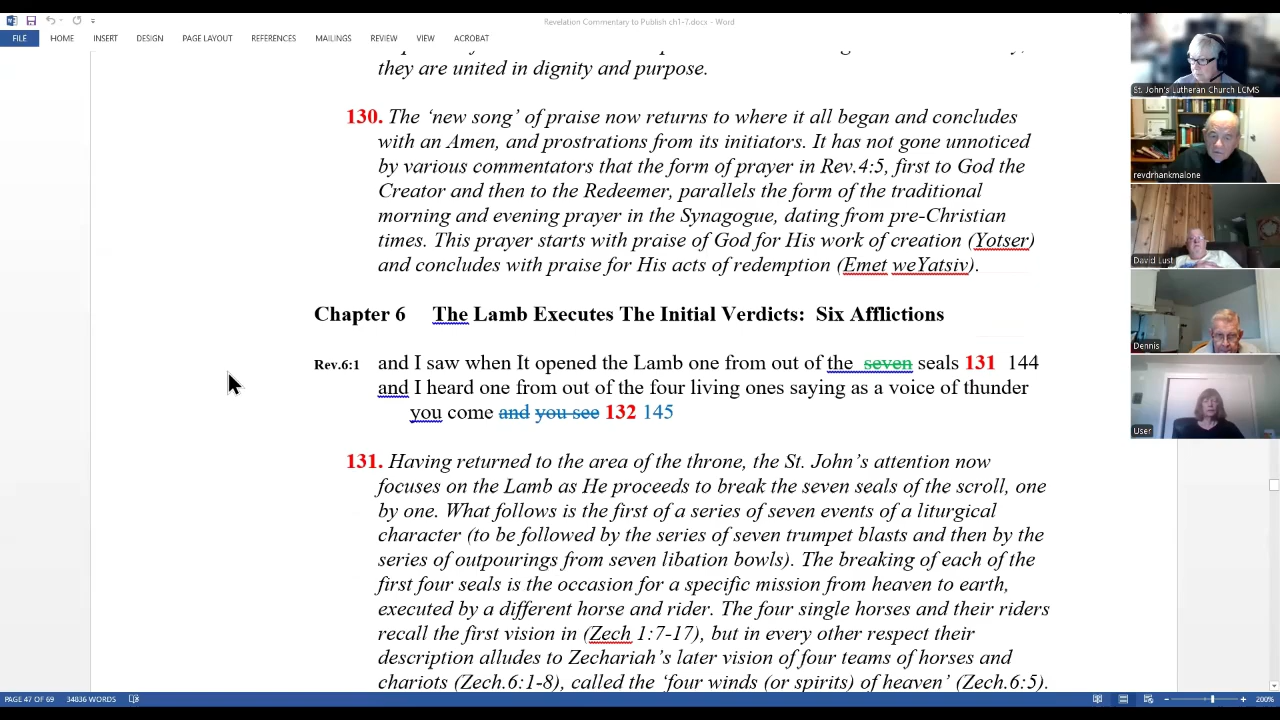 Revelation Commentary to Publish ch1-7.docx - Word
FILE HOME INSERT DESIGN PAGE LAYOUT REFERENCES MAILINGS REVIEW VIEW ACROBAT
they are united in dignity and purpose.
130. The ‘new song’ of praise now returns to where it all began and concludes
with an Amen, and prostrations from its initiators. It has not gone unnoticed
by various commentators that the form of prayer in Rev.4:5, first to God the
Creator and then to the Redeemer, parallels the form of the traditional
morning and evening prayer in the Synagogue, dating from pre-Christian
times. This prayer starts with praise of God for His work of creation (Yotser)
and concludes with praise for His acts of redemption (Emet weYatsiv).
Chapter 6 The Lamb Executes The Initial Verdicts: Six Afflictions
Rev.6:1 and I saw when It opened the Lamb one from out of the seven seals 131 144
and I heard one from out of the four living ones saying as a voice of thunder
you come and you see 132 145
131. Having returned to the area of the throne, the St. John’s attention now
focuses on the Lamb as He proceeds to break the seven seals of the scroll, one
by one. What follows is the first of a series of seven events of a liturgical
character (to be followed by the series of seven trumpet blasts and then by the
series of outpourings from seven libation bowls). The breaking of each of the
first four seals is the occasion for a specific mission from heaven to earth,
executed by a different horse and rider. The four single horses and their riders
recall the first vision in (Zech 1:7-17), but in every other respect their
description alludes to Zechariah’s later vision of four teams of horses and
chariots (Zech.6:1-8), called the ‘four winds (or spirits) of heaven’ (Zech.6:5).
PAGE 47 OF 69 34836 WORDS
200%
St. John's Lutheran Church LCMS
revdrhankmalone
David Lust
Dennis
User